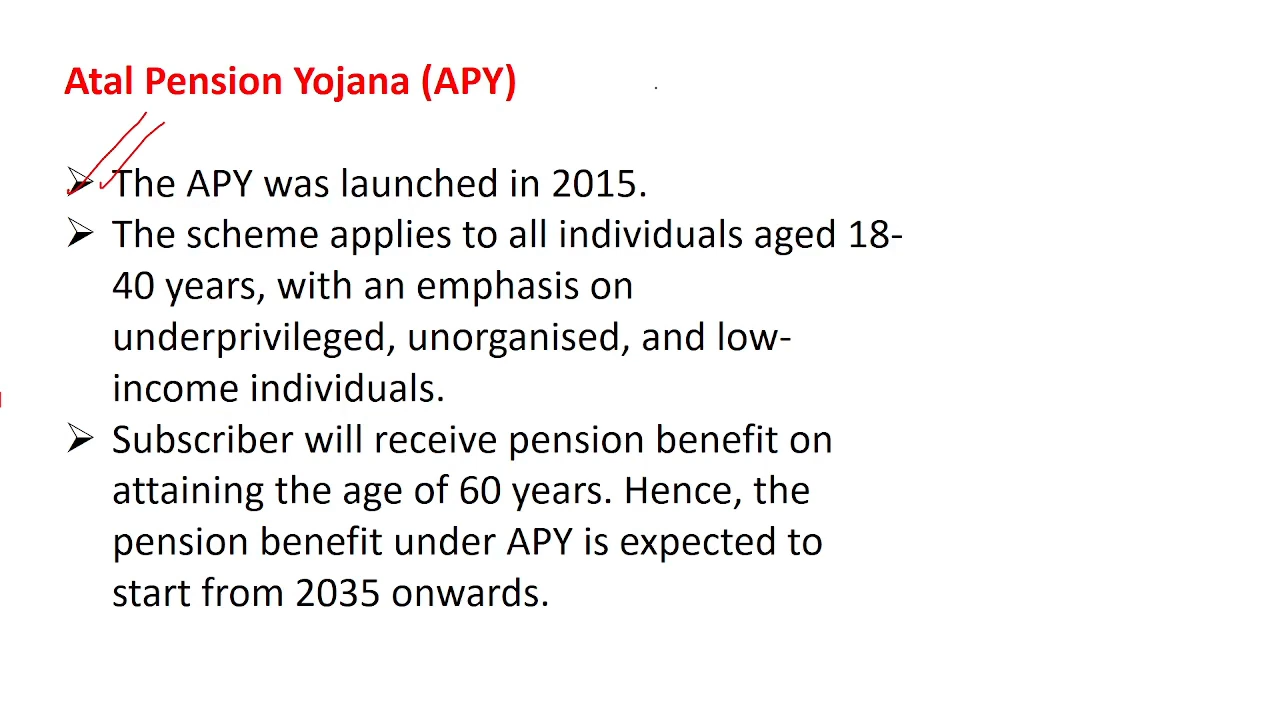 Atal Pension Yojana (APY)
The APY was launched in 2015.
The scheme applies to all individuals aged 18-
40 years, with an emphasis on
underprivileged, unorganised, and low-
income individuals.
Subscriber will receive pension benefit on
attaining the age of 60 years. Hence, the
pension benefit under APY is expected to
start from 2035 onwards.